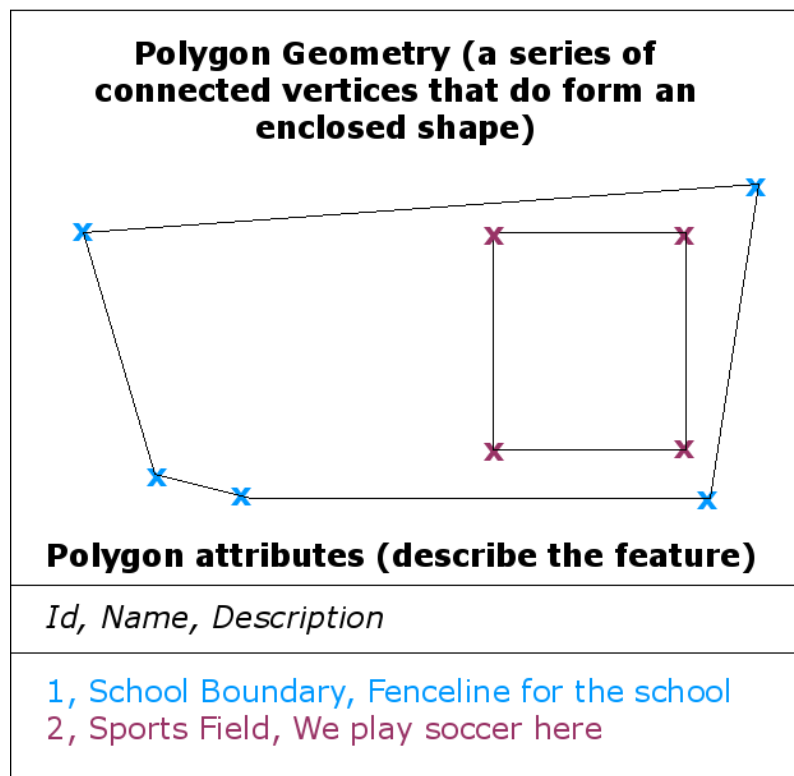 Polygon Geometry (a series of
connected vertices that do form an
enclosed shape)
Polygon attributes (describe the feature)
Id, Name, Description
1, School Boundary, Fenceline for the school
2, Sports Field, We play soccer here